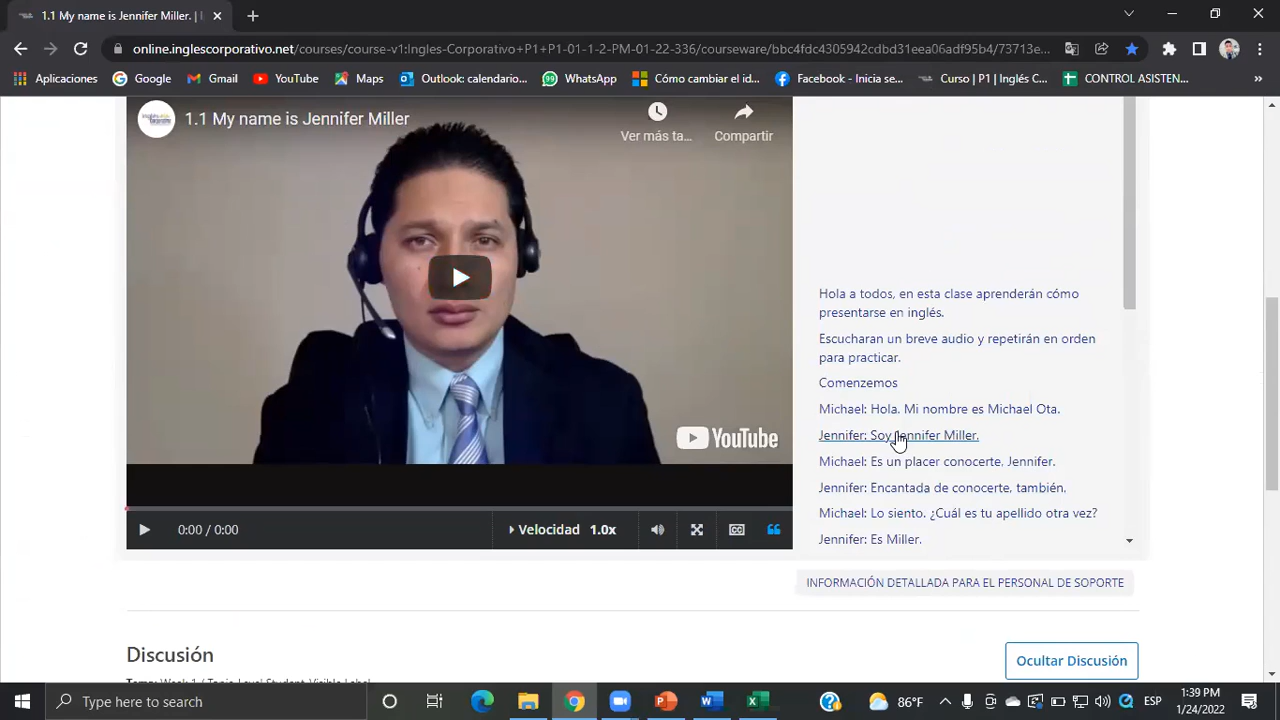 1.1 My name is Jennifer Miller. |
online.inglescorporativo.net/courses/course-v1:Ingles-Corporativo+P1+P1-01-1-2-PM-01-22-336/courseware/bbc4fdc4305942cdbd31eea06adf95b4/73713e...
Aplicaciones Google Gmail YouTube Maps Outlook: calendario... WhatsApp Cómo cambiar el id... Facebook - Inicia se... Curso | P1 | Inglés C... CONTROL ASISTEN...
1.1 My name is Jennifer Miller
Ver más ta... Compartir
YouTube
Hola a todos, en esta clase aprenderán cómo
presentarse en inglés.
Escucharan un breve audio y repetirán en orden
para practicar.
Comenzemos
Michael: Hola. Mi nombre es Michael Ota.
Jennifer: Soy Jennifer Miller.
Michael: Es un placer conocerte, Jennifer.
Jennifer: Encantada de conocerte, también.
Michael: Lo siento. ¿Cuál es tu apellido otra vez?
Jennifer: Es Miller.
0:00 / 0:00 Velocidad 1.0x
INFORMACIÓN DETALLADA PARA EL PERSONAL DE SOPORTE
Discusión
Ocultar Discusión
Type here to search
86°F ESP 1:39 PM
1/24/2022